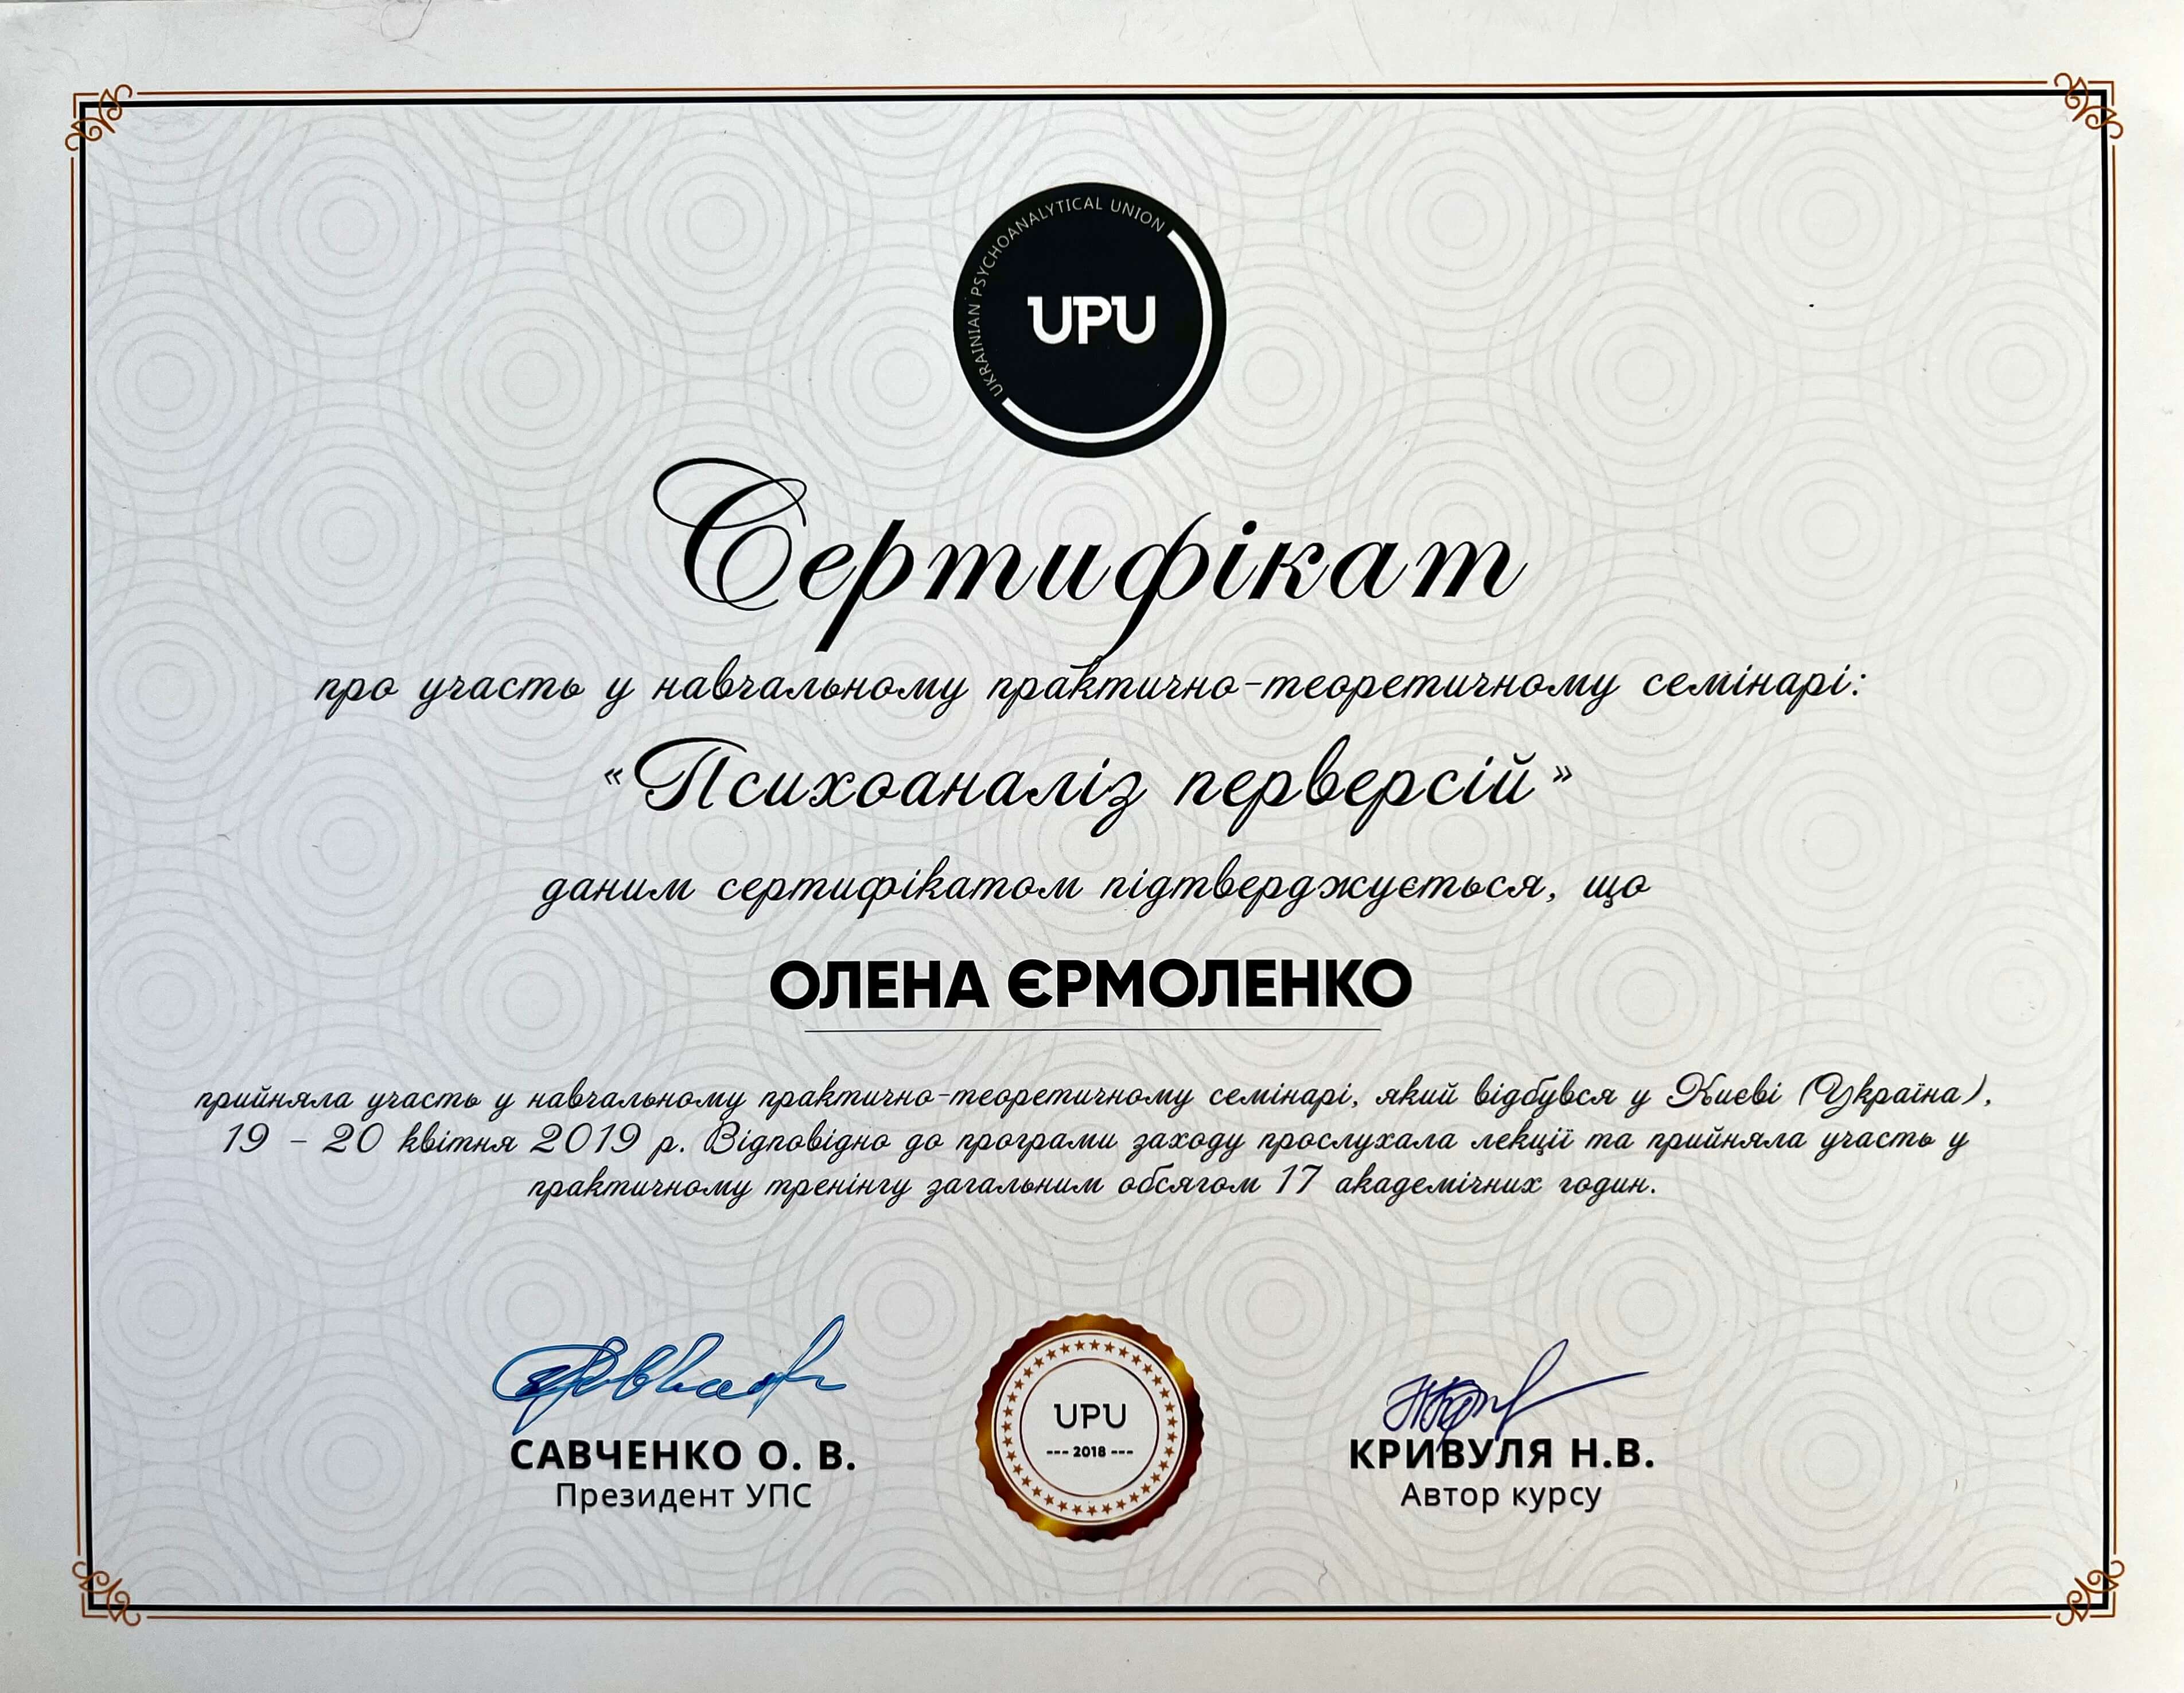 UKRAINIAN PSYCHOANALYTICAL UNION
UPU
Сертифікат
про участь у навчальному практично-теоретичному семінарі:
«Психоаналіз перверсій»
даним сертифікатом підтверджується, що
ОЛЕНА ЄРМОЛЕНКО
прийняла участь у навчальному практично-теоретичному семінарі, який відбувся у Києві (Україна),
19 – 20 квітня 2019 р. Відповідно до програми заходу прослухала лекції та прийняла участь у
практичному тренінгу загальним обсягом 17 академічних годин.
САВЧЕНКО О. В.
Президент УПС
UPU
--- 2018 ---
КРИВУЛЯ Н.В.
Автор курсу